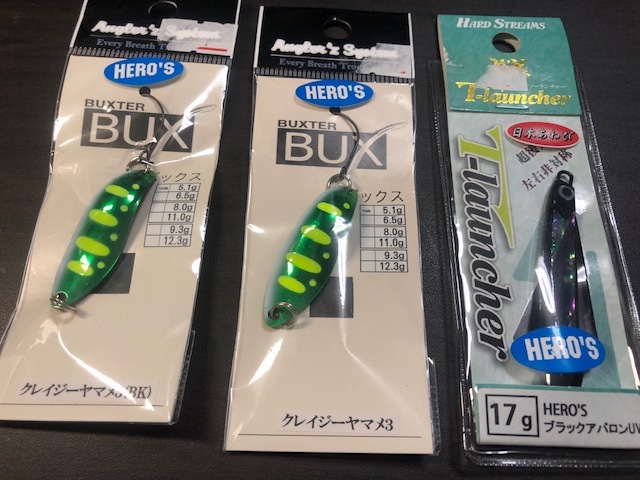 Angler'z System
Every Breath
HERO'S
BUXTER
BUX
ックス
5.1g
6.5g
8.0g
11.0g
9.3g
12.3g
クレイジーヤマメ3(BK)
Angler'z System
Every Breath
HERO'S
BUXTER
BUX
ックス
5.1g
6.5g
8.0g
11.0g
9.3g
12.3g
クレイジーヤマメ3
HARD STREAMS
T-launcher
日本あんび
左右非対称
T-launcher
HERO'S
17g
HERO'S
ブラックアバロンUV